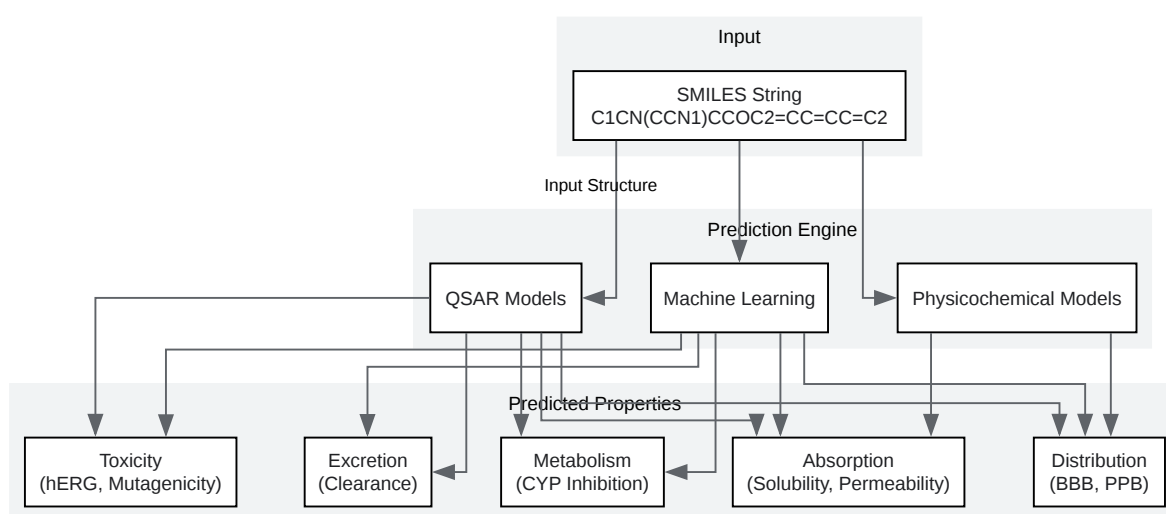 Input
SMILES String
C1CN(CCN1)CCOC2=CC=CC=C2
Input Structure
Prediction Engine
QSAR Models
Machine Learning
Physicochemical Models
Predicted Properties
Toxicity
(hERG, Mutagenicity)
Excretion
(Clearance)
Metabolism
(CYP Inhibition)
Absorption
(Solubility, Permeability)
Distribution
(BBB, PPB)